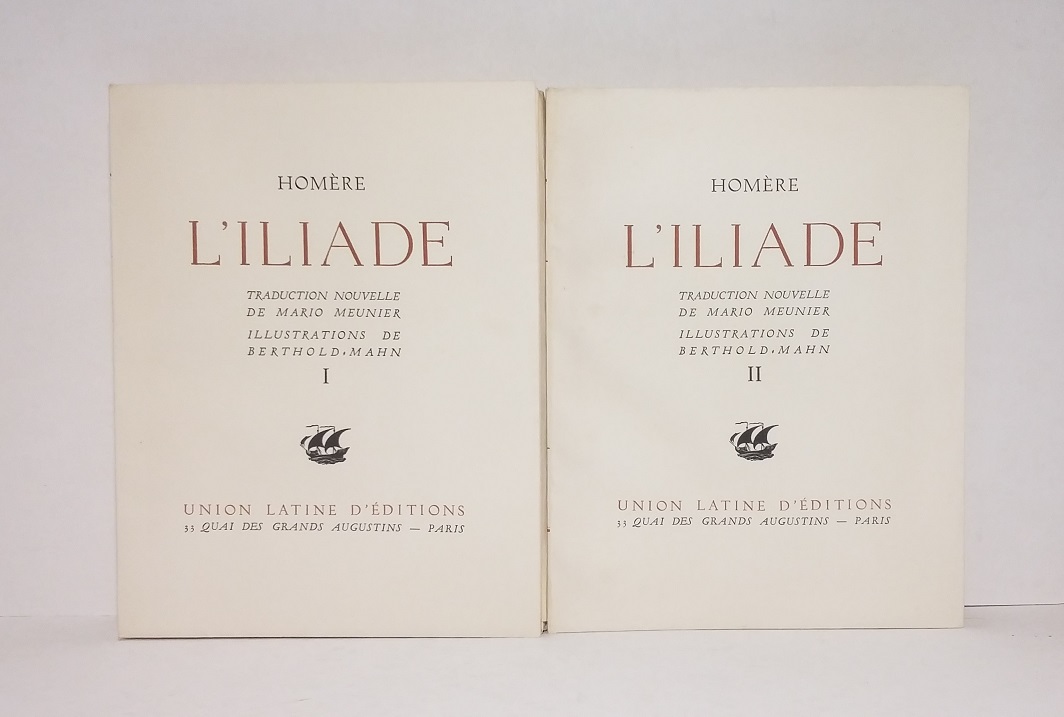 HOMÈRE
L'ILIADE
TRADUCTION NOUVELLE
DE MARIO MEUNIER
ILLUSTRATIONS DE
BERTHOLD-MAHN
I
UNION LATINE D'ÉDITIONS
33 QUAI DES GRANDS AUGUSTINS — PARIS
HOMÈRE
L'ILIADE
TRADUCTION NOUVELLE
DE MARIO MEUNIER
ILLUSTRATIONS DE
BERTHOLD-MAHN
II
UNION LATINE D'ÉDITIONS
33 QUAI DES GRANDS AUGUSTINS — PARIS